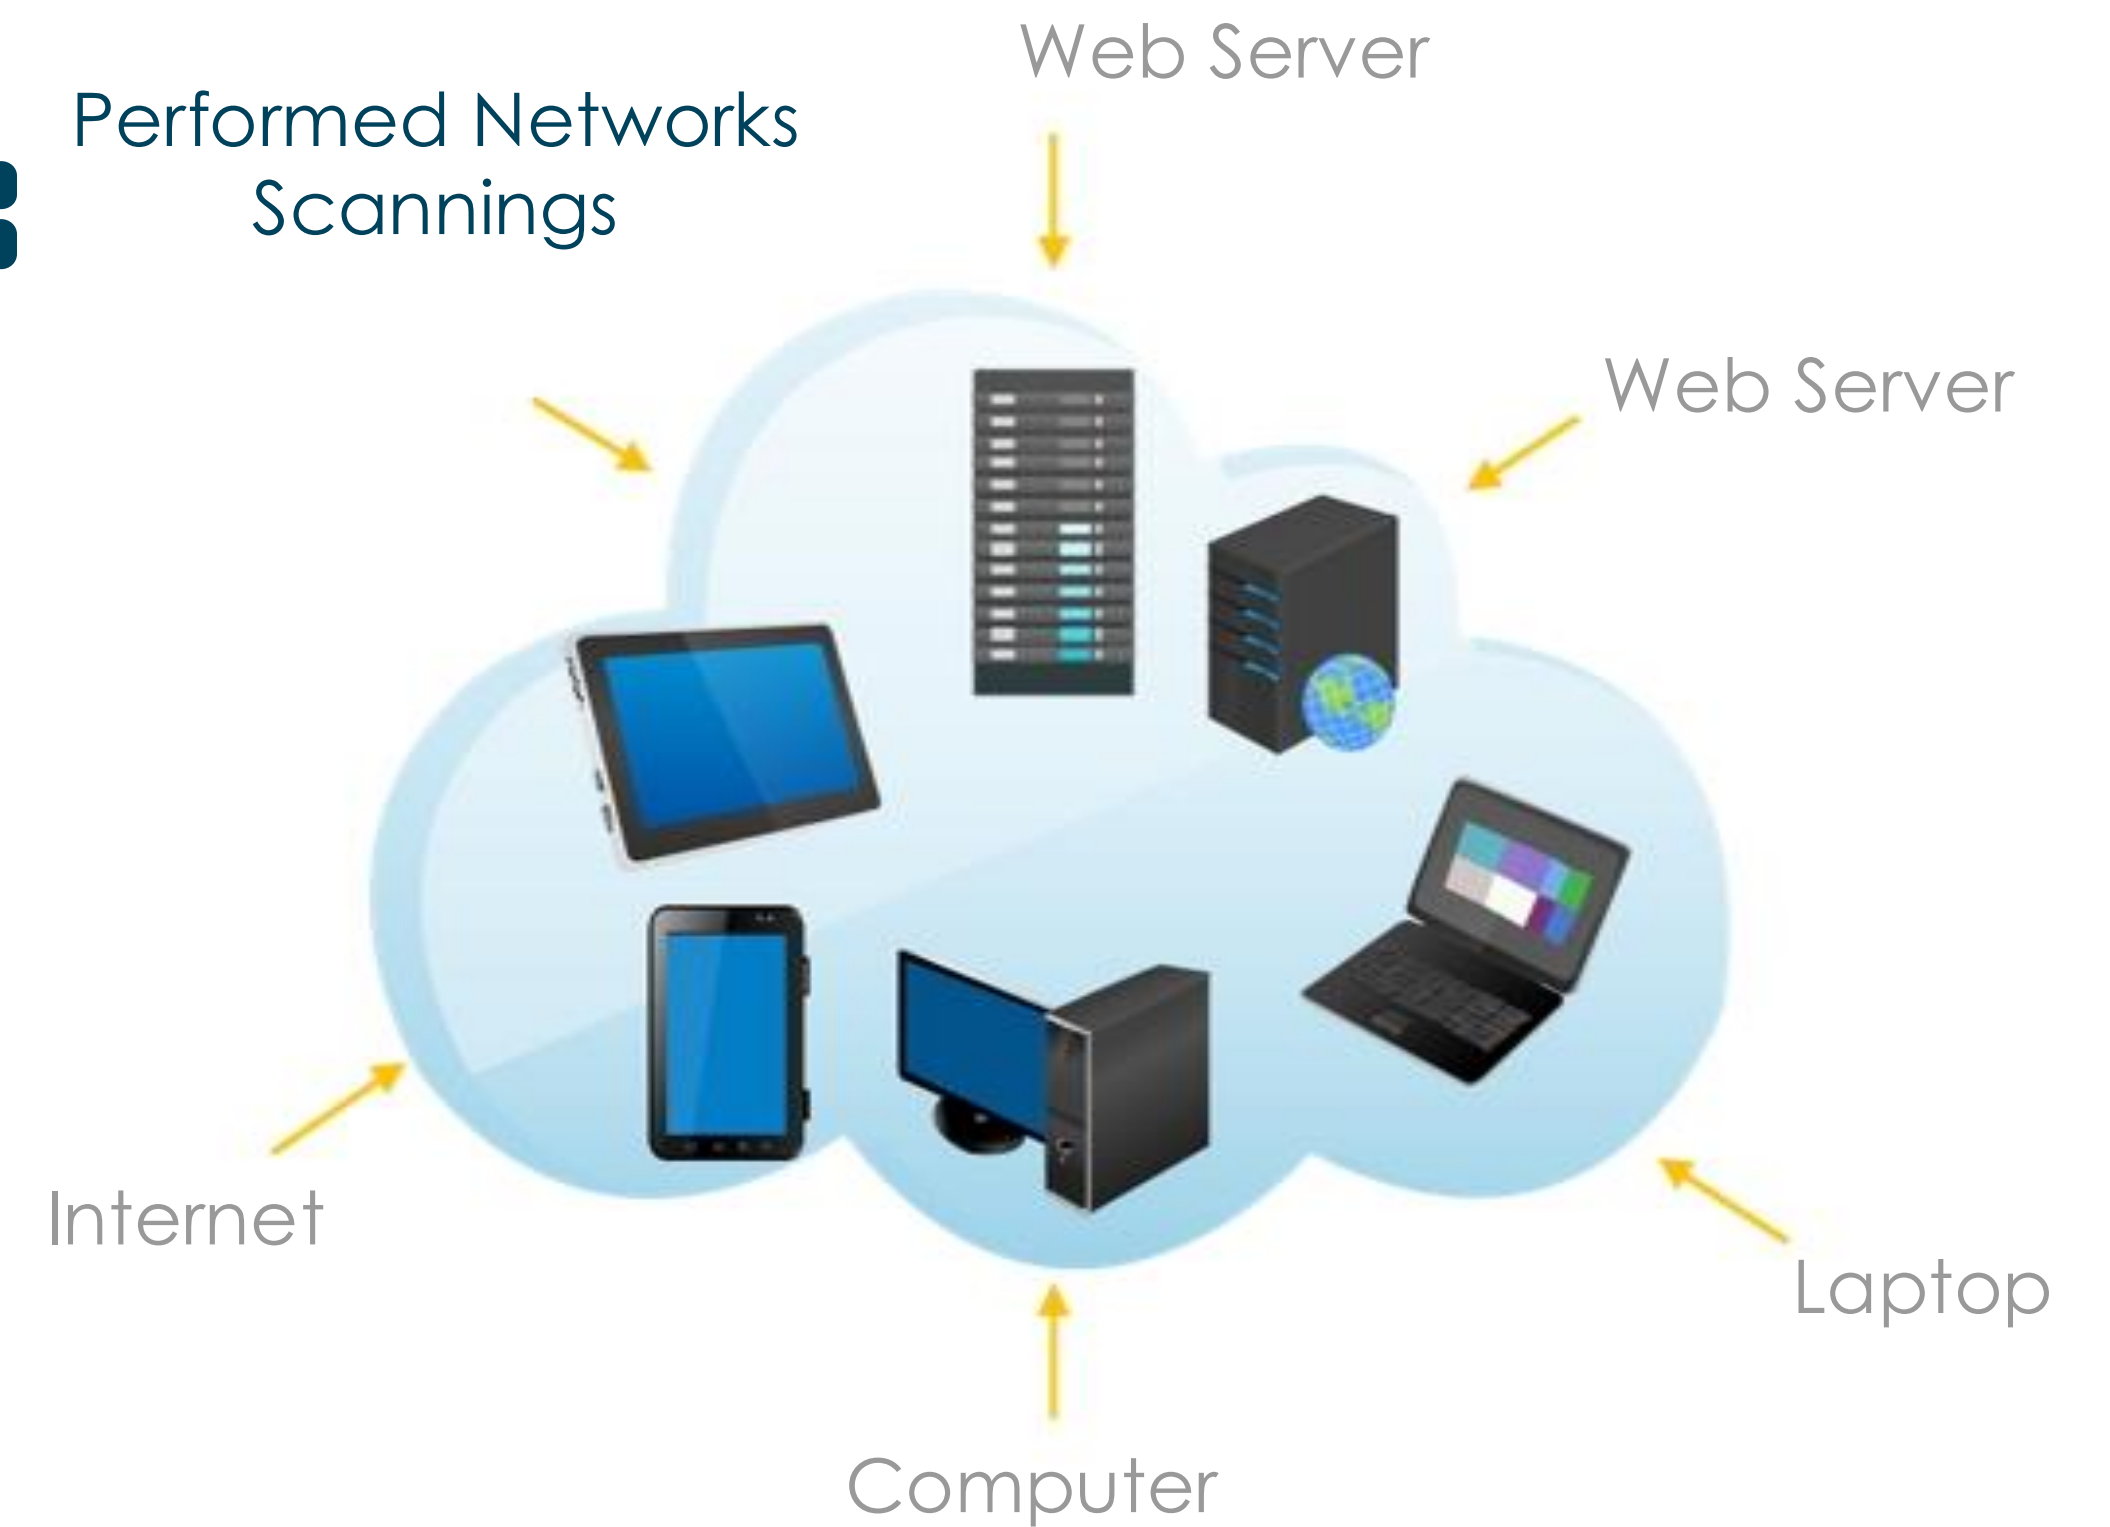 Web Server
Performed Networks
Scannings
Web Server
Internet
Laptop
Computer